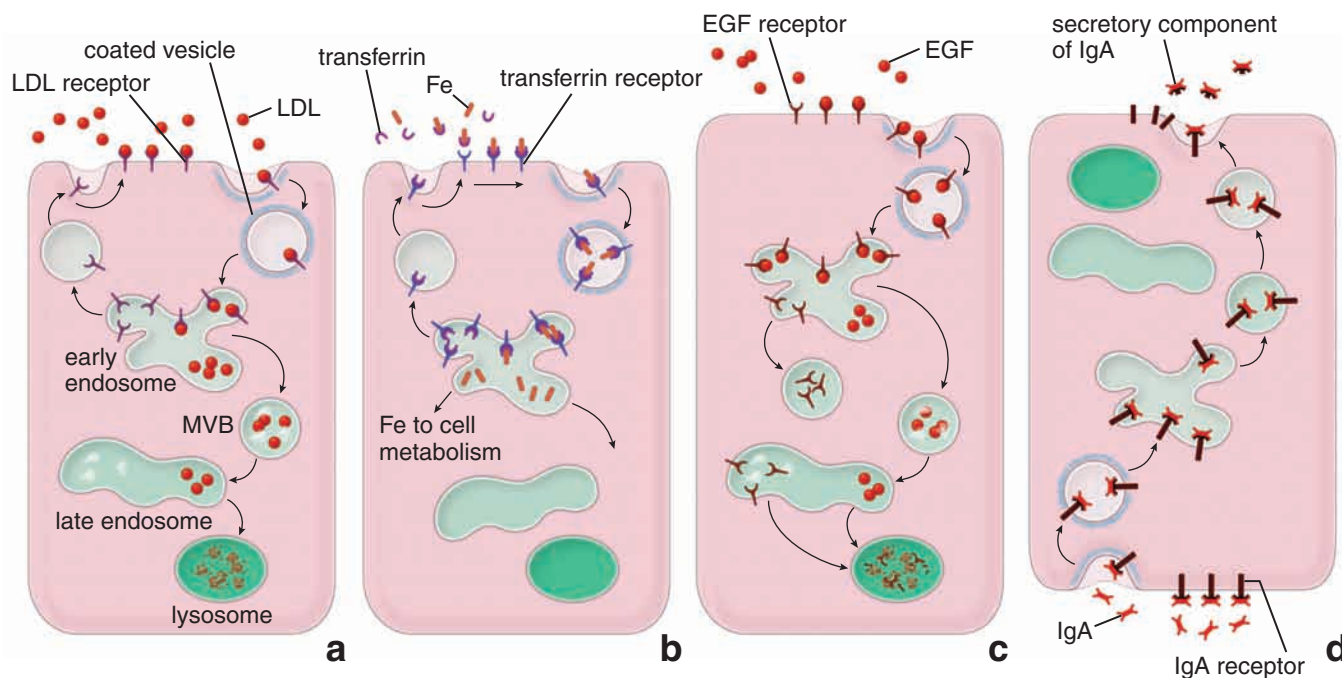 coated vesicle
LDL receptor
LDL
early
endosome
MVB
late endosome
lysosome
a
transferrin
Fe
transferrin receptor
Fe to cell
metabolism
b
EGF receptor
EGF
c
secretory component
of IgA
IgA
IgA receptor
d